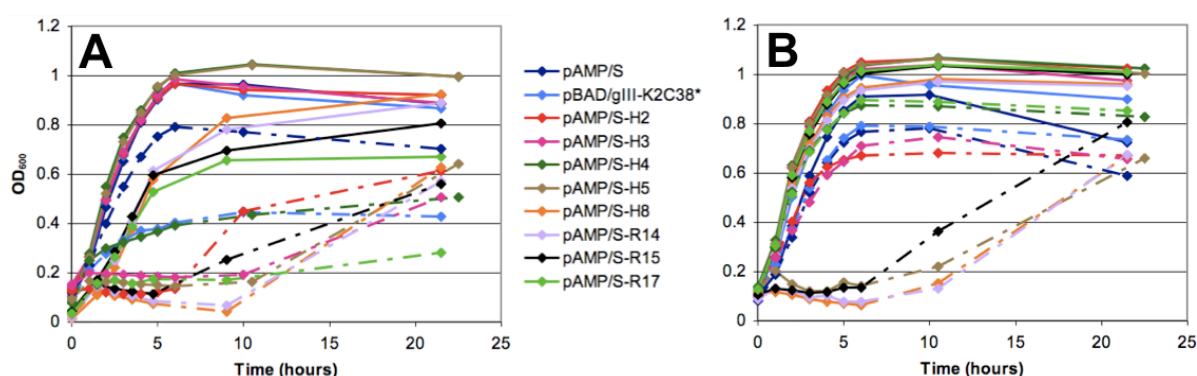 A
OD600
1.2
1
0.8
0.6
0.4
0.2
0
0 5 10 15 20 25
Time (hours)
pAMP/S
pBAD/gIII-K2C38*
pAMP/S-H2
pAMP/S-H3
pAMP/S-H4
pAMP/S-H5
pAMP/S-H8
pAMP/S-R14
pAMP/S-R15
pAMP/S-R17
B
1.2
1
0.8
0.6
0.4
0.2
0
0 5 10 15 20 25
Time (hours)